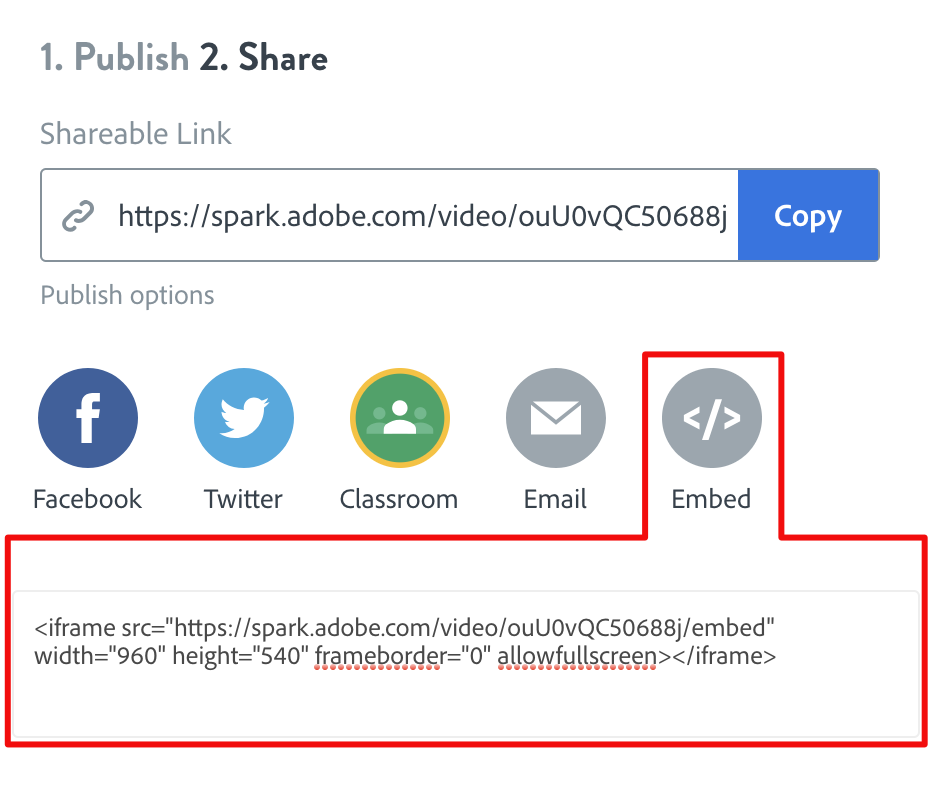 1. Publish 2. Share
Shareable Link
https://spark.adobe.com/video/ouU0vQC50688j
Copy
Publish options
Facebook
Twitter
Classroom
Email
Embed
<iframe src="https://spark.adobe.com/video/ouU0vQC50688j/embed"
width="960" height="540" frameborder="0" allowfullscreen></iframe>